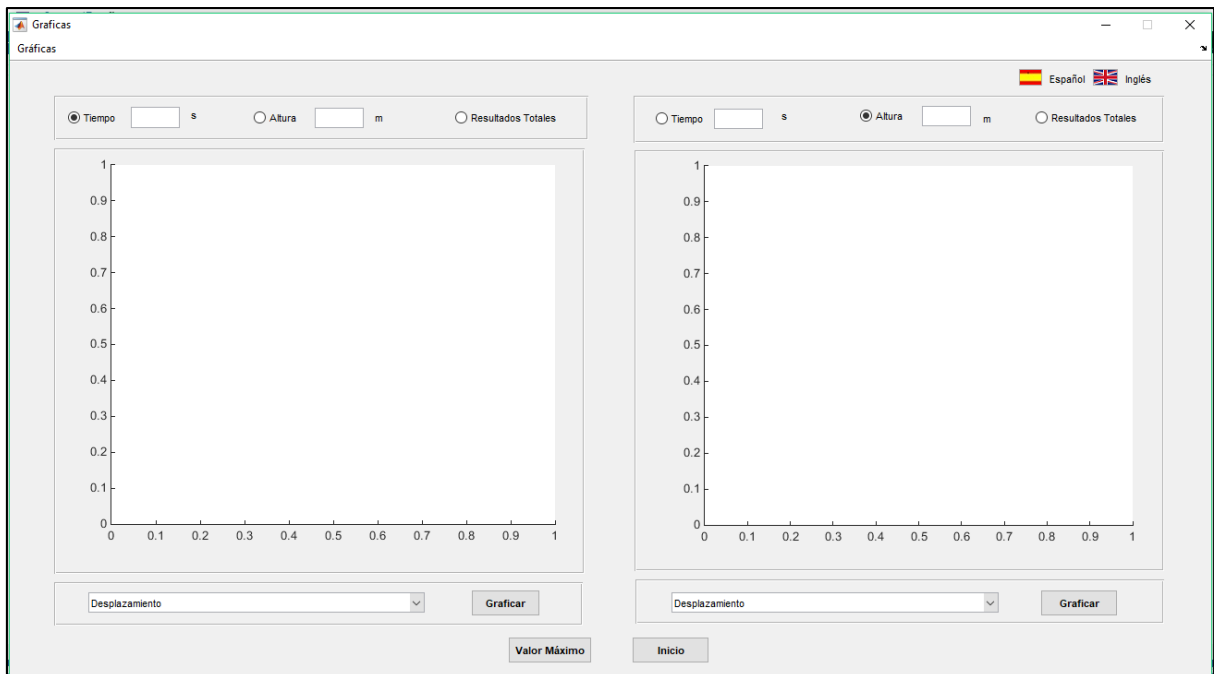 Graficas
Gráficas
Español Inglés
Tiempo s Altura m Resultados Totales
Tiempo s Altura m Resultados Totales
1
0.9
0.8
0.7
0.6
0.5
0.4
0.3
0.2
0.1
0
0 0.1 0.2 0.3 0.4 0.5 0.6 0.7 0.8 0.9 1
1
0.9
0.8
0.7
0.6
0.5
0.4
0.3
0.2
0.1
0
0 0.1 0.2 0.3 0.4 0.5 0.6 0.7 0.8 0.9 1
Desplazamiento Graficar
Desplazamiento Graficar
Valor Máximo Inicio